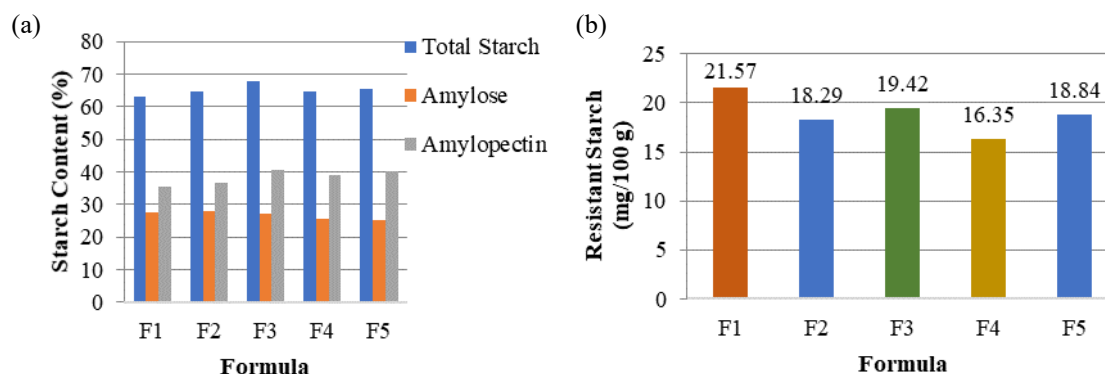 (a)
80
70
60
50
40
30
20
10
0
Starch Content (%)
Total Starch
Amylose
Amylopectin
F1 F2 F3 F4 F5
Formula
(b)
25
20
15
10
5
0
Resistant Starch
(mg/100 g)
21.57
18.29
19.42
16.35
18.84
F1 F2 F3 F4 F5
Formula